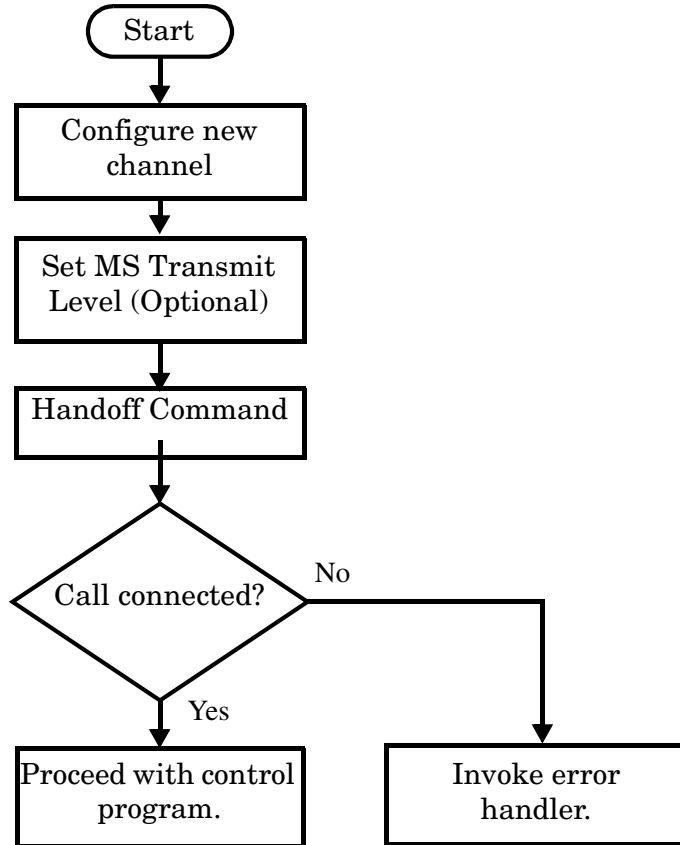 Start
Configure new
channel
Set MS Transmit
Level (Optional)
Handoff Command
Call connected?
No
Yes
Proceed with control
program.
Invoke error
handler.